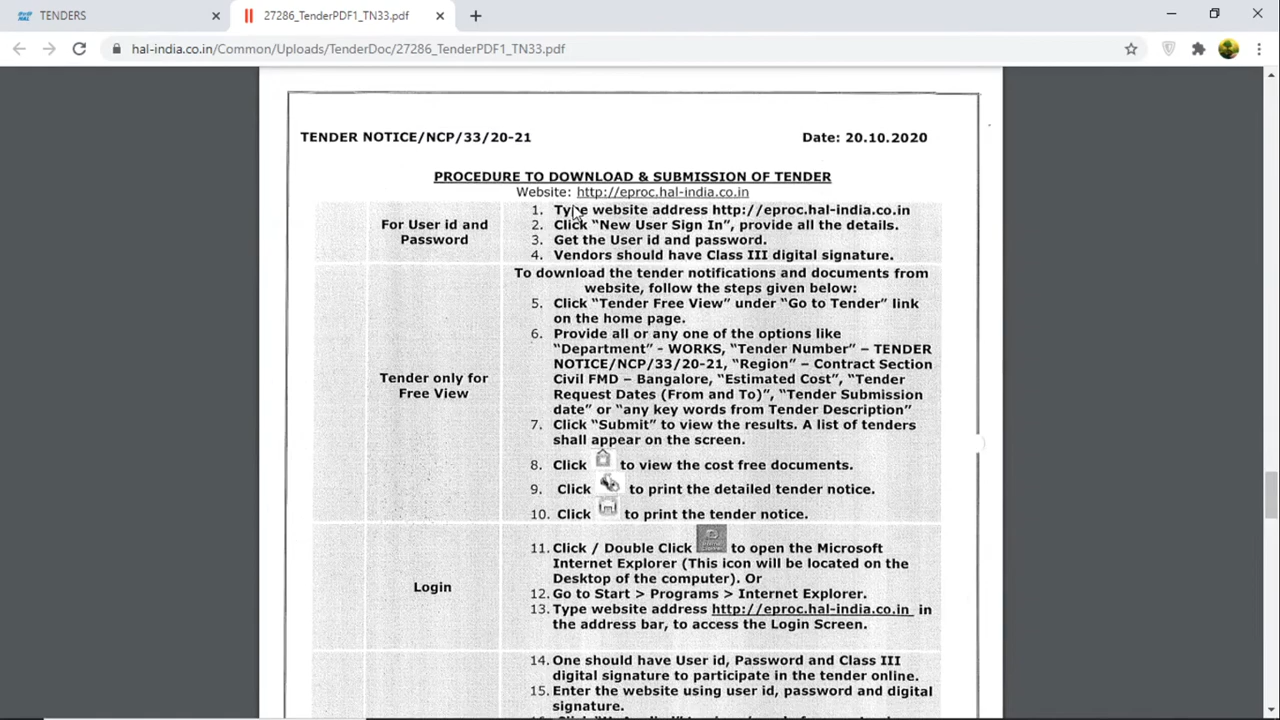 TENDERS
27286_TenderPDF1_TN33.pdf
hal-india.co.in/Common/Uploads/TenderDoc/27286_TenderPDF1_TN33.pdf
TENDER NOTICE/NCP/33/20-21
Date: 20.10.2020
PROCEDURE TO DOWNLOAD & SUBMISSION OF TENDER
Website: http://eproc.hal-india.co.in
For User id and
Password
1. Type website address http://eproc.hal-india.co.in
2. Click “New User Sign In”, provide all the details.
3. Get the User id and password.
4. Vendors should have Class III digital signature.
Tender only for
Free View
To download the tender notifications and documents from
website, follow the steps given below:
5. Click “Tender Free View” under “Go to Tender” link
on the home page.
6. Provide all or any one of the options like
“Department” - WORKS, “Tender Number” – TENDER
NOTICE/NCP/33/20-21, “Region” – Contract Section
Civil FMD – Bangalore, “Estimated Cost”, “Tender
Request Dates (From and To)”, “Tender Submission
date” or “any key words from Tender Description”
7. Click “Submit” to view the results. A list of tenders
shall appear on the screen.
8. Click to view the cost free documents.
9. Click to print the detailed tender notice.
10. Click to print the tender notice.
Login
11. Click / Double Click to open the Microsoft
Internet Explorer (This icon will be located on the
Desktop of the computer). Or
12. Go to Start > Programs > Internet Explorer.
13. Type website address http://eproc.hal-india.co.in in
the address bar, to access the Login Screen.
14. One should have User id, Password and Class III
digital signature to participate in the tender online.
15. Enter the website using user id, password and digital
signature.